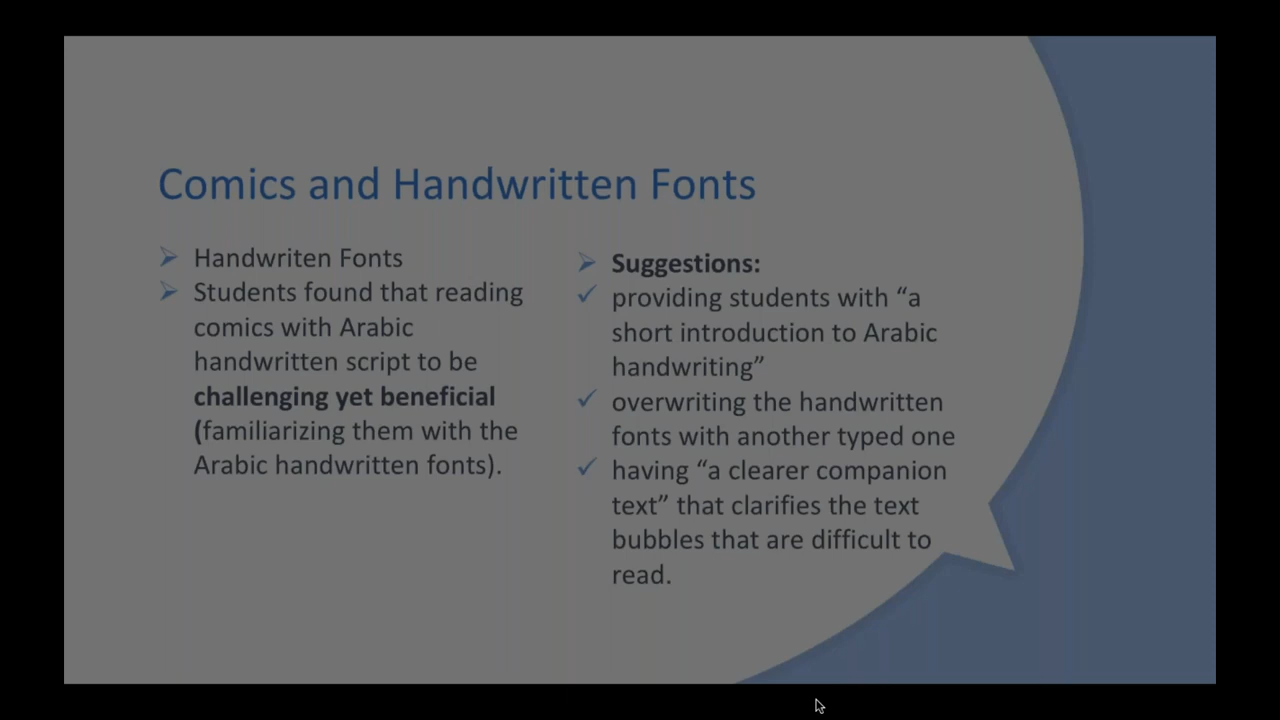 Comics and Handwritten Fonts
Handwriten Fonts
Students found that reading
comics with Arabic
handwritten script to be
challenging yet beneficial
(familiarizing them with the
Arabic handwritten fonts).
Suggestions:
providing students with “a
short introduction to Arabic
handwriting”
overwriting the handwritten
fonts with another typed one
having “a clearer companion
text” that clarifies the text
bubbles that are difficult to
read.